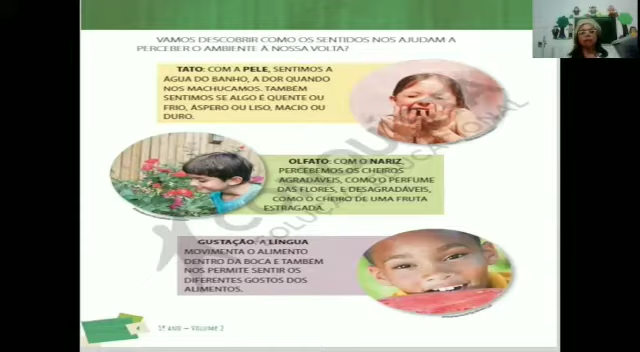 VAMOS DESCOBRIR COMO OS SENTIDOS NOS AJUDAM A
PERCEBER O AMBIENTE À NOSSA VOLTA?
TATO: COM A PELE, SENTIMOS A
ÁGUA DO BANHO, A DOR QUANDO
NOS MACHUCAMOS. TAMBÉM
SENTIMOS SE ALGO É QUENTE OU
FRIO, ÁSPERO OU LISO, MACIO OU
DURO.
OLFATO: COM O NARIZ,
PERCEBEMOS OS CHEIROS
AGRADÁVEIS, COMO O PERFUME
DAS FLORES, E DESAGRADÁVEIS,
COMO O CHEIRO DE UMA FRUTA
ESTRAGADA.
GUSTAÇÃO: A LÍNGUA
MOVIMENTA O ALIMENTO
DENTRO DA BOCA E TAMBÉM
NOS PERMITE SENTIR OS
DIFERENTES GOSTOS DOS
ALIMENTOS.
1º ANO – VOLUME 2